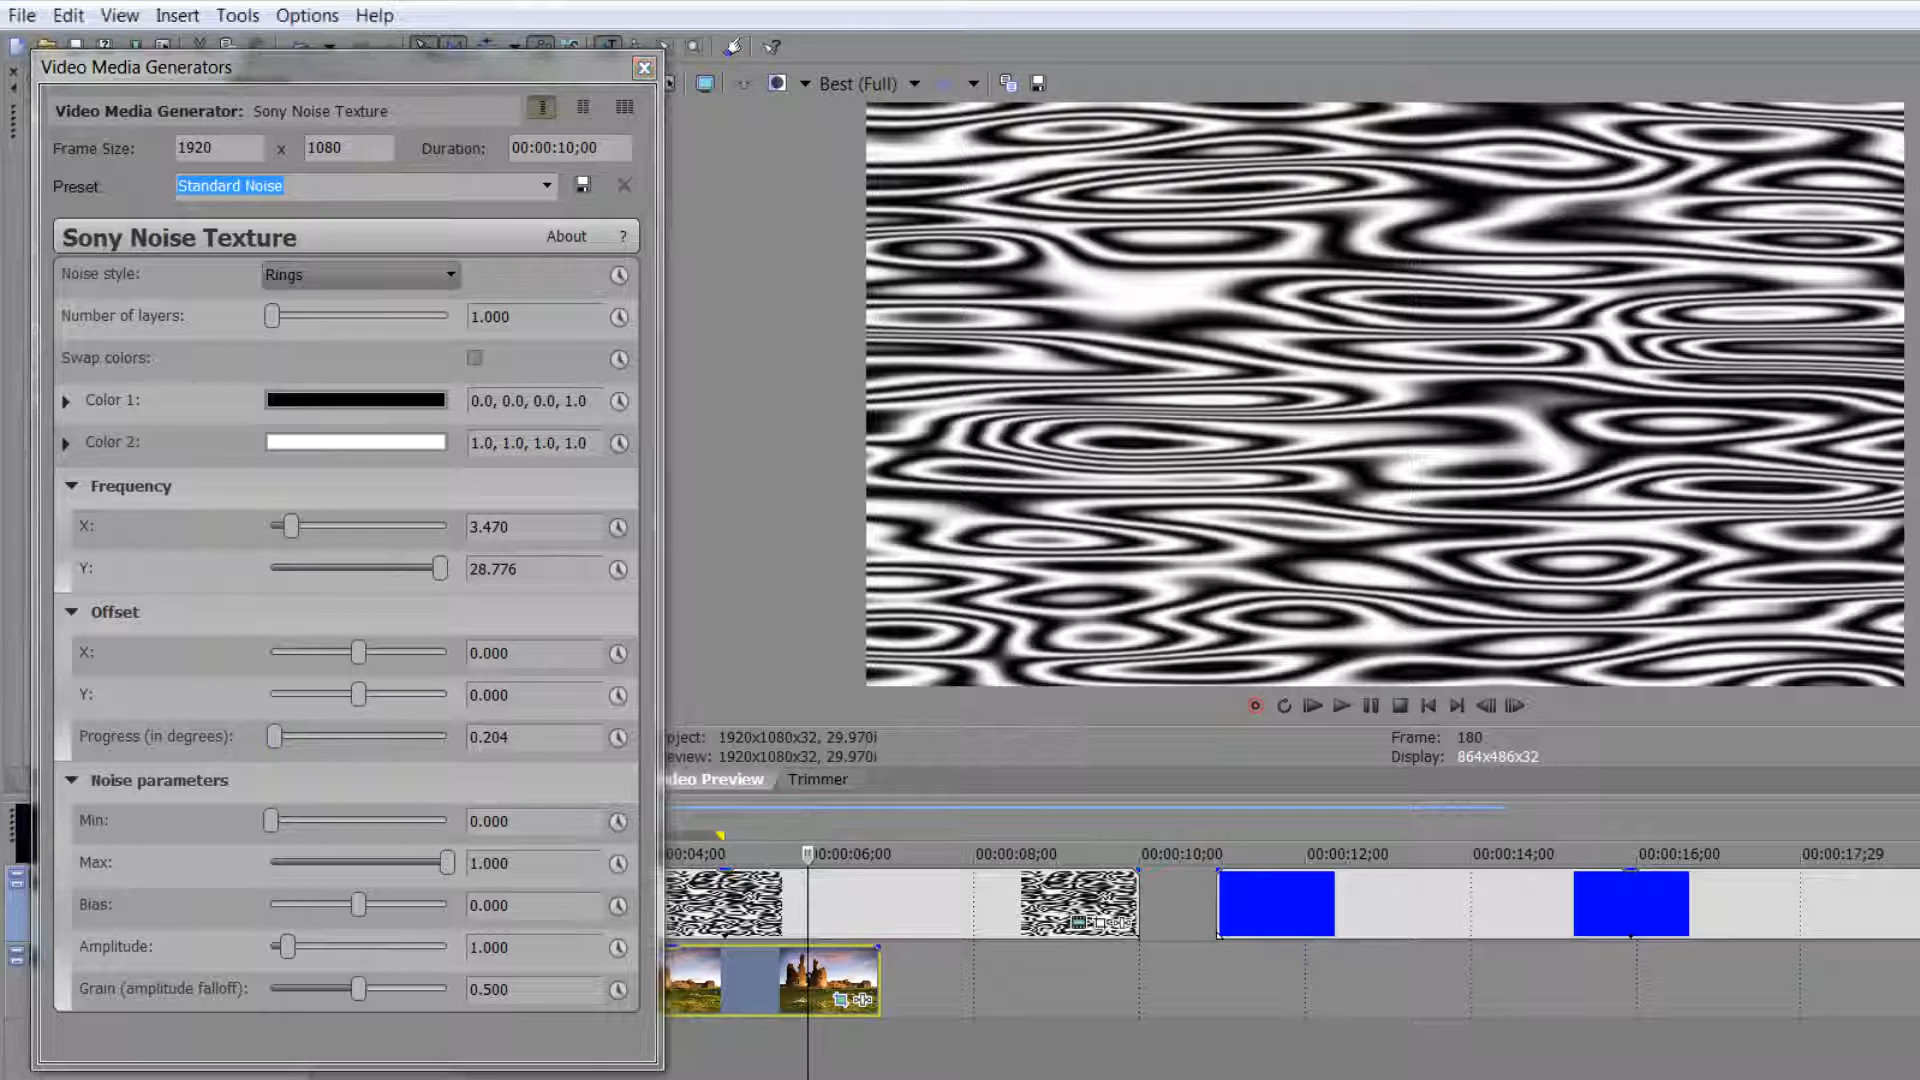 File Edit View Insert Tools Options Help
Video Media Generators
Best (Full)
Video Media Generator: Sony Noise Texture
Frame Size: 1920 x 1080 Duration: 00:00:10;00
Preset: Standard Noise
Sony Noise Texture About ?
Noise style: Rings
Number of layers: 1.000
Swap colors:
Color 1: 0.0, 0.0, 0.0, 1.0
Color 2: 1.0, 1.0, 1.0, 1.0
Frequency
X: 3.470
Y: 28.776
Offset
X: 0.000
Y: 0.000
Progress (in degrees): 0.204
Noise parameters
Min: 0.000
Max: 1.000
Bias: 0.000
Amplitude: 1.000
Grain (amplitude falloff): 0.500
oject: 1920x1080x32, 29.970i
eview: 1920x1080x32, 29.970i
Frame: 180
Display: 864x486x32
deo Preview Trimmer
00:04;00 00:00:06;00 00:00:08;00 00:00:10;00 00:00:12;00 00:00:14;00 00:00:16;00 00:00:17;29